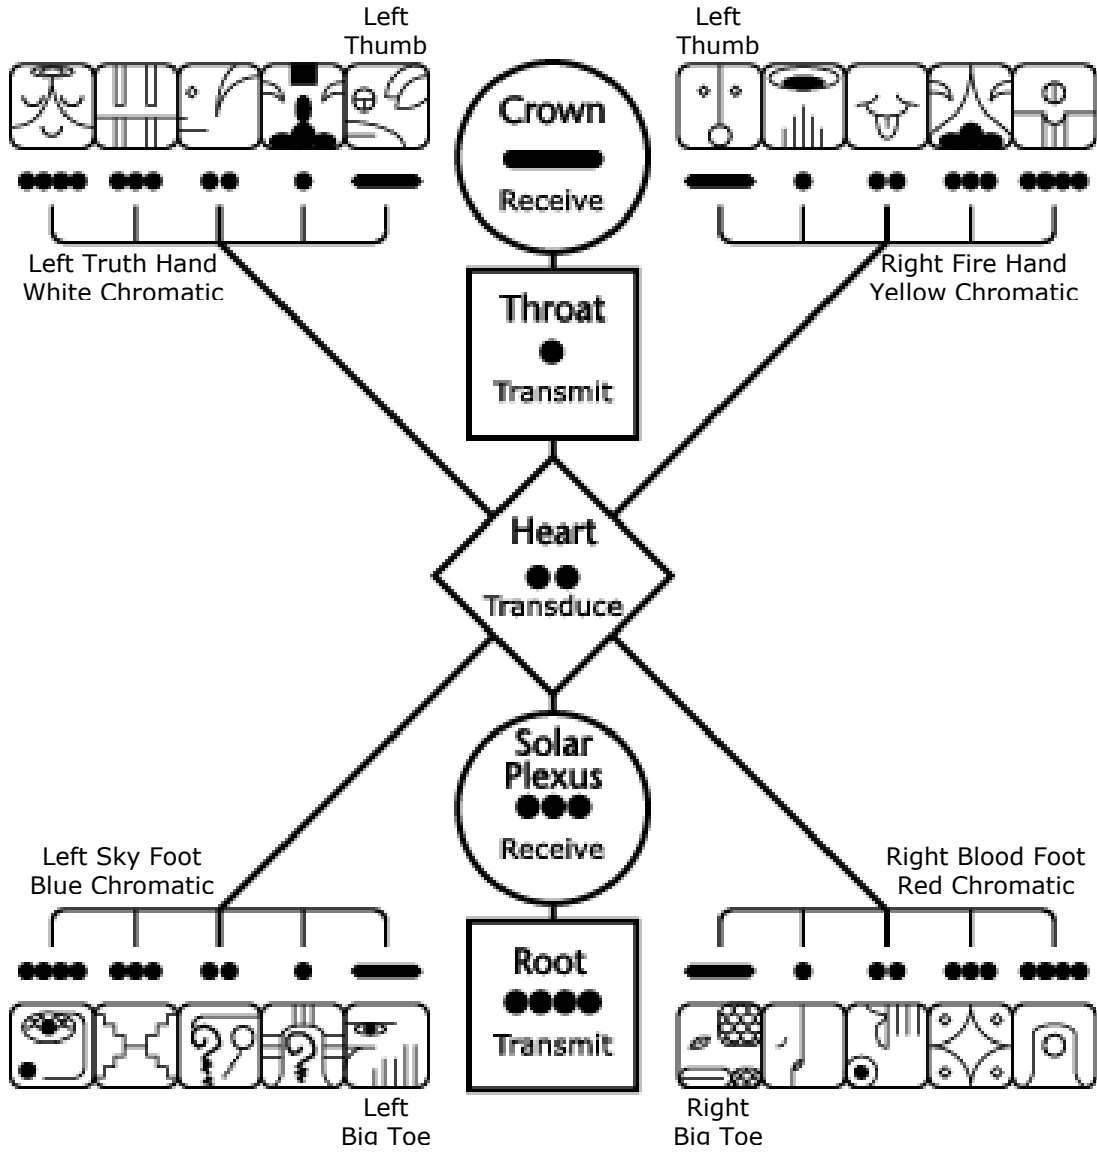 Left
Thumb
Left
Thumb
Crown
Receive
Left Truth Hand
White Chromatic
Right Fire Hand
Yellow Chromatic
Throat
Transmit
Heart
Transduce
Solar
Plexus
Receive
Left Sky Foot
Blue Chromatic
Right Blood Foot
Red Chromatic
Root
Transmit
Left
Big Toe
Right
Big Toe